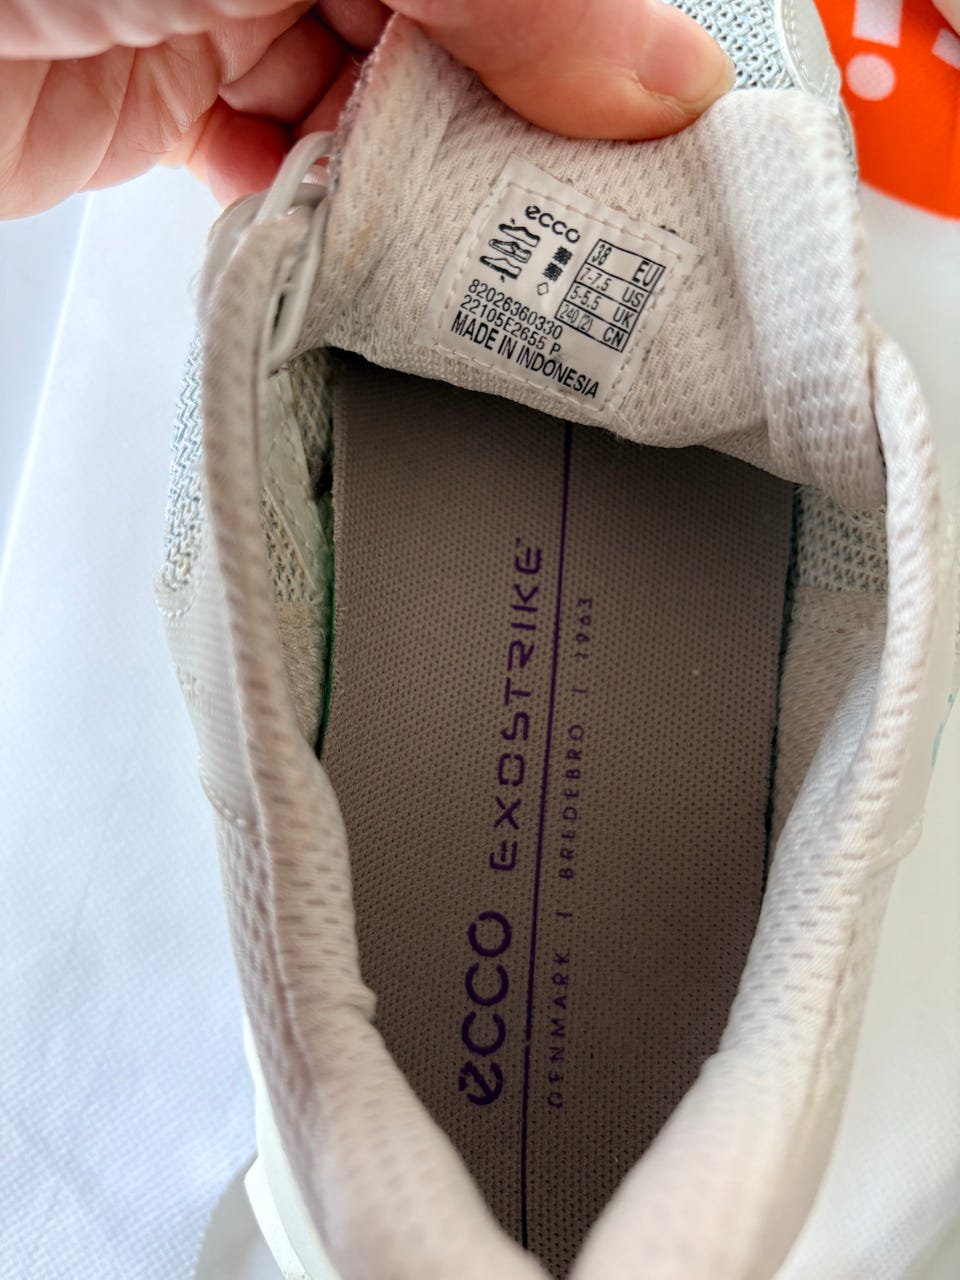 ecco
38 EU
7-7,5 US
5-5,5 UK
240(2) CN
82026360330
22105E2655 P
MADE IN INDONESIA
ecco EXOSTRIKE™
DENMARK | BREDEBRO | 1963